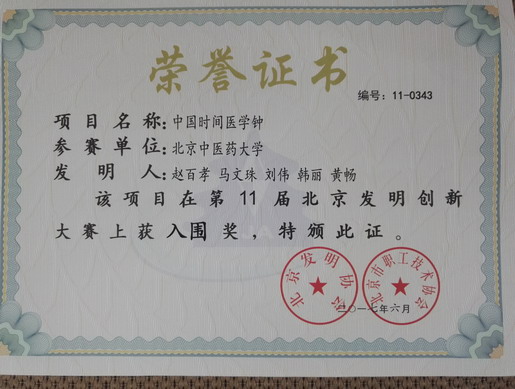 荣誉证书
编号：11-0343
项目名称：中国时间医学钟
参赛单位：北京中医药大学
发明人：赵百孝 马文珠 刘伟 韩丽 黄畅
该项目在第11届北京发明创新
大赛上获入围奖，特颁此证。
北京发明协会
北京市职工技术协会
二〇一七年六月